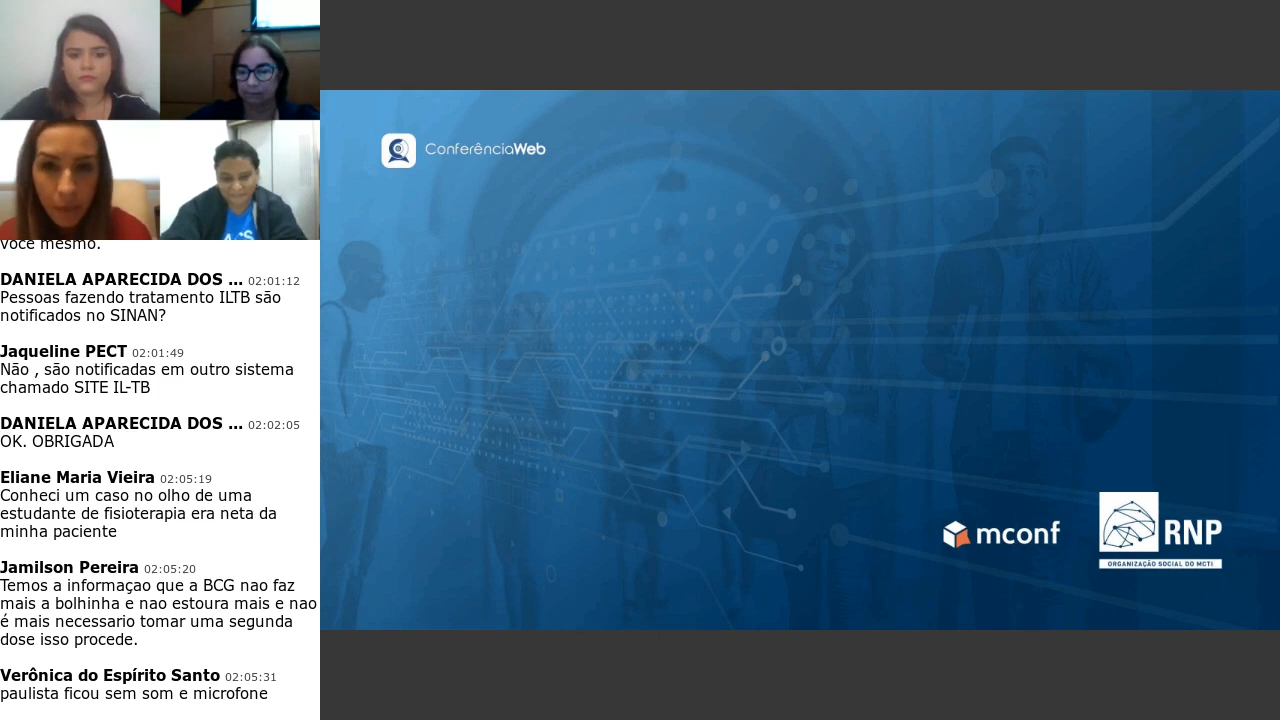 você mesmo.
DANIELA APARECIDA DOS ... 02:01:12
Pessoas fazendo tratamento ILTB são
notificados no SINAN?
Jaqueline PECT 02:01:49
Não , são notificadas em outro sistema
chamado SITE IL-TB
DANIELA APARECIDA DOS ... 02:02:05
OK. OBRIGADA
Eliane Maria Vieira 02:05:19
Conheci um caso no olho de uma
estudante de fisioterapia era neta da
minha paciente
Jamilson Pereira 02:05:20
Temos a informaçao que a BCG nao faz
mais a bolhinha e nao estoura mais e nao
é mais necessario tomar uma segunda
dose isso procede.
Verônica do Espírito Santo 02:05:31
paulista ficou sem som e microfone
ConferênciaWeb
mconf
RNP
ORGANIZAÇÃO SOCIAL DO MCTI